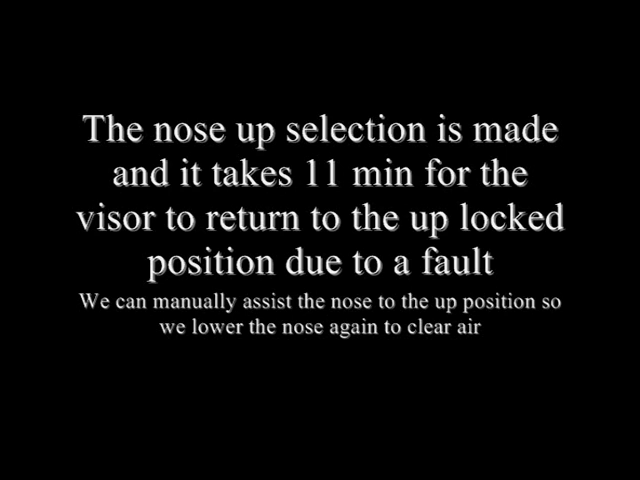 The nose up selection is made
and it takes 11 min for the
visor to return to the up locked
position due to a fault
We can manually assist the nose to the up position so
we lower the nose again to clear air